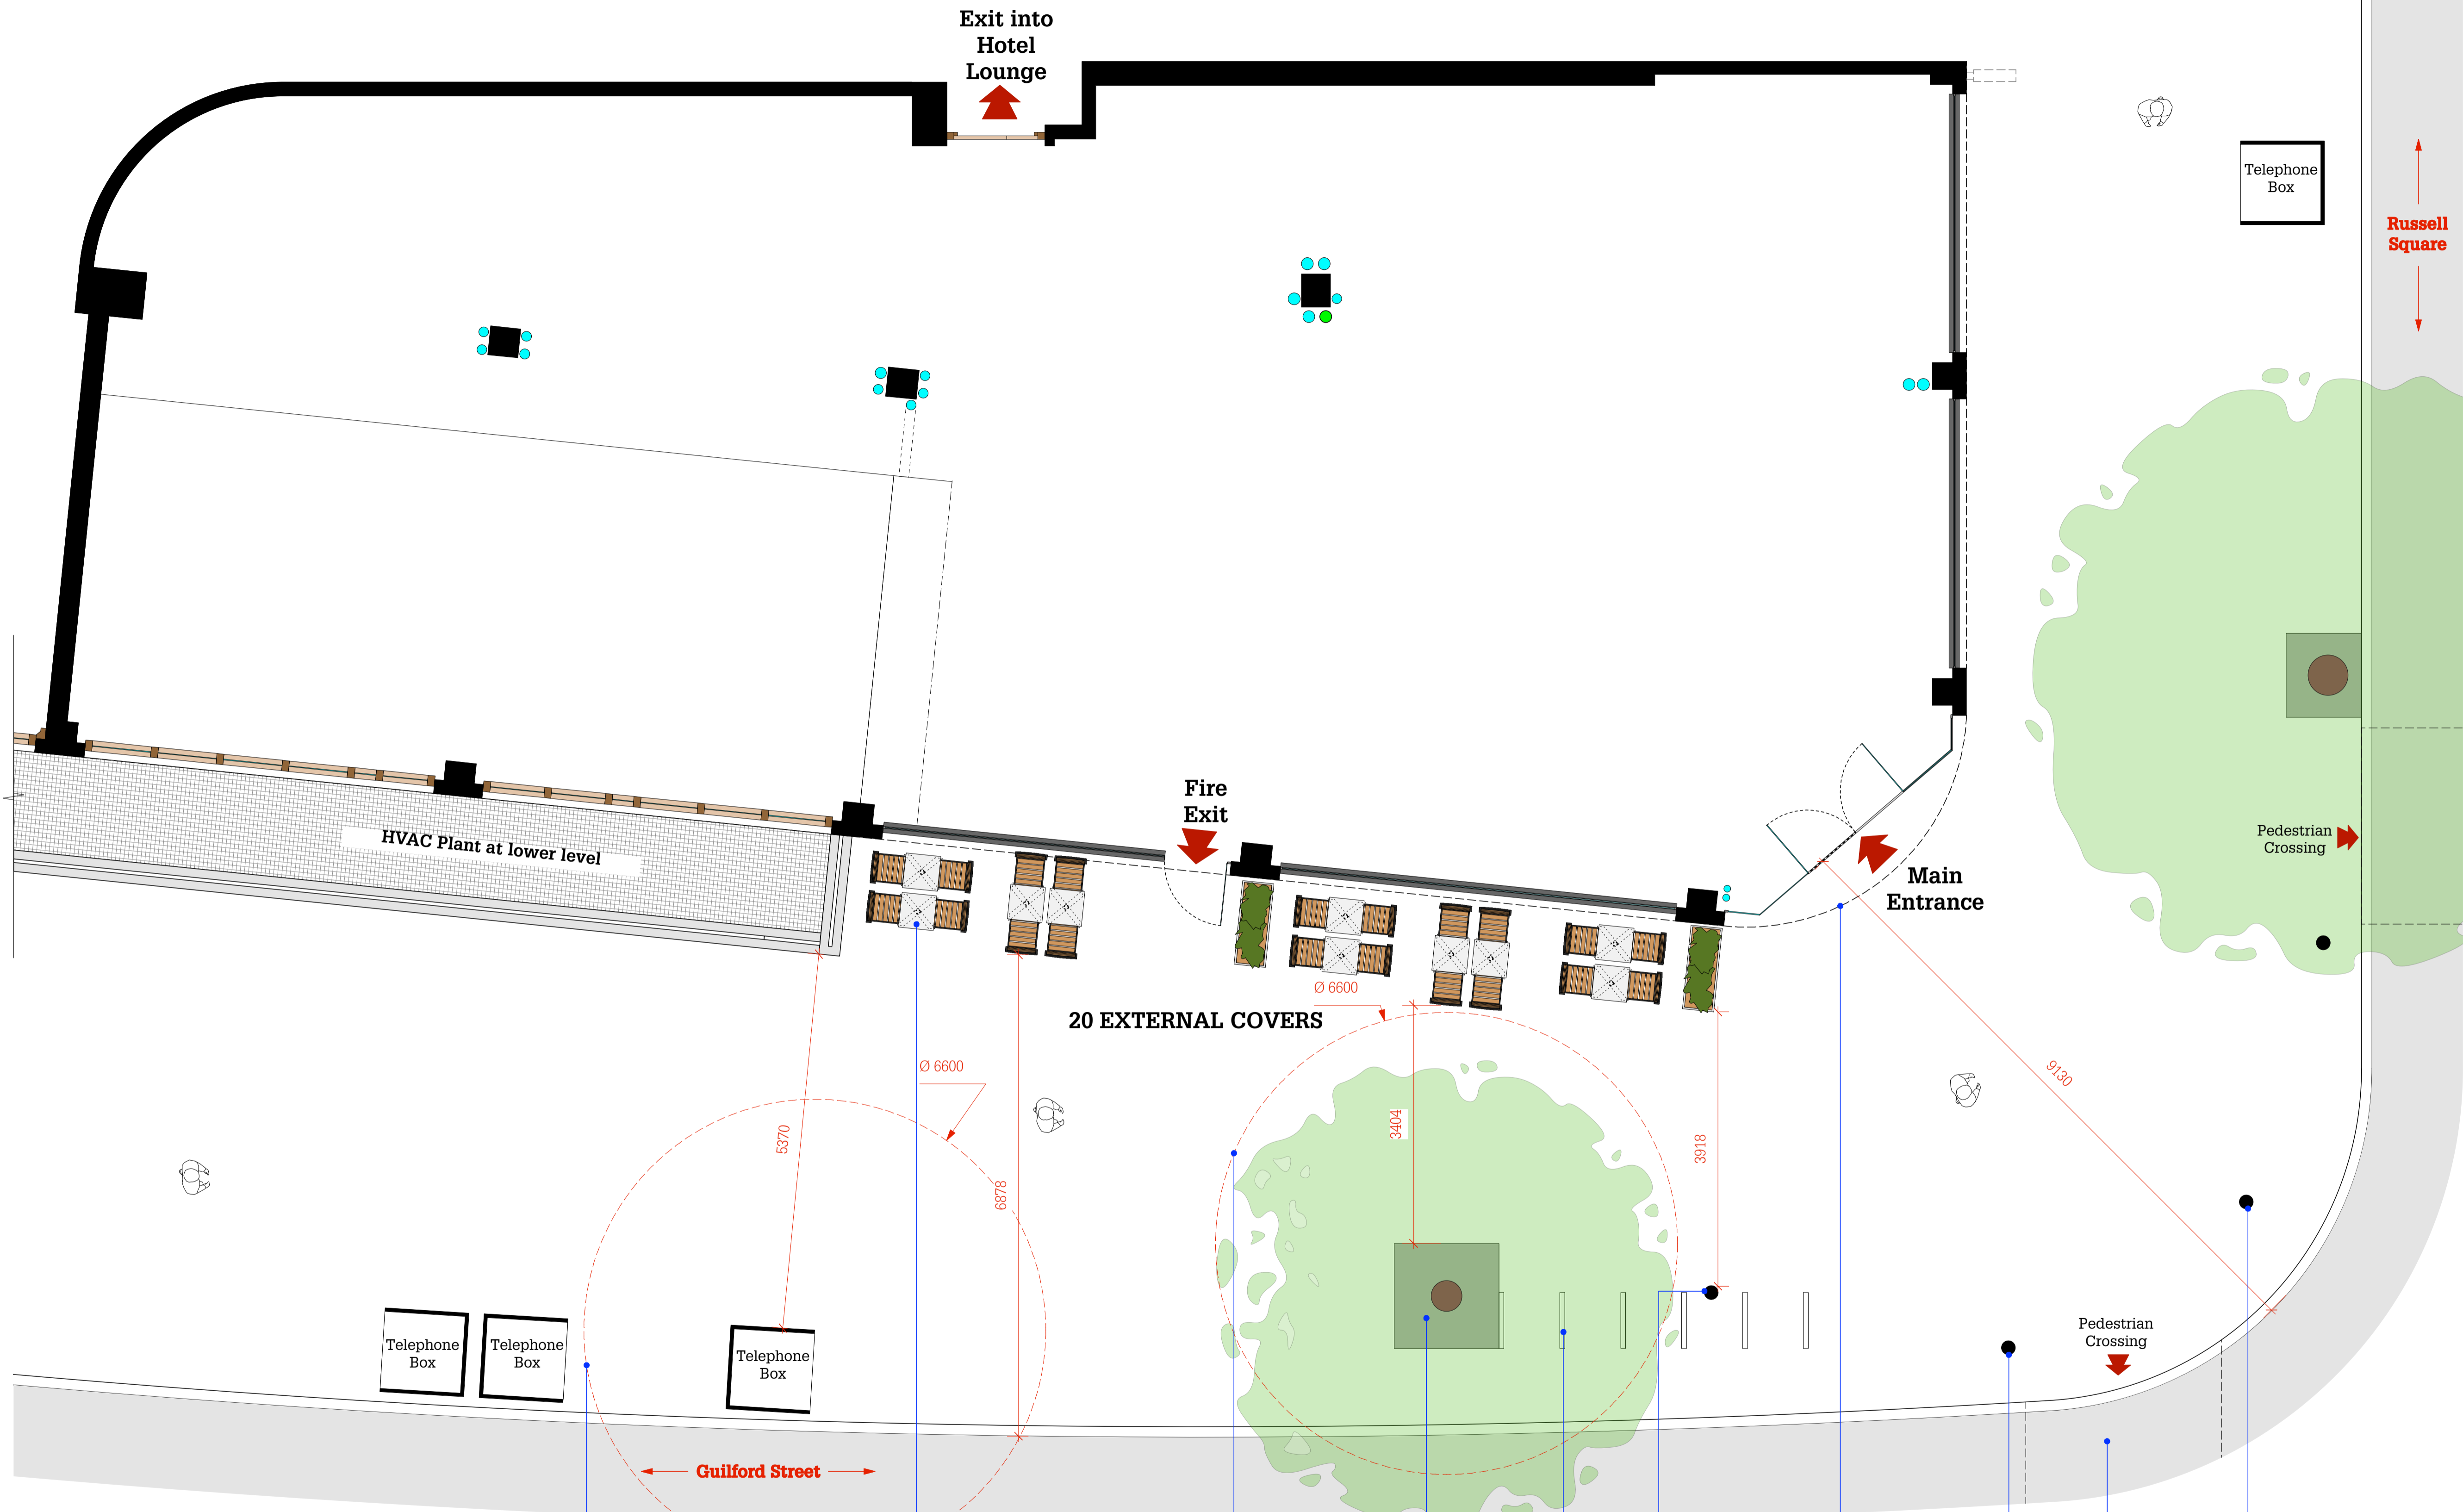 Exit into
Hotel
Lounge
Telephone
Box
Russell
Square
Fire
Exit
HVAC Plant at lower level
Pedestrian
Crossing
Main
Entrance
Ø 6600
20 EXTERNAL COVERS
Ø 6600
9130
3404
5370
3918
6878
Telephone
Box
Telephone
Box
Telephone
Box
Pedestrian
Crossing
Guilford Street